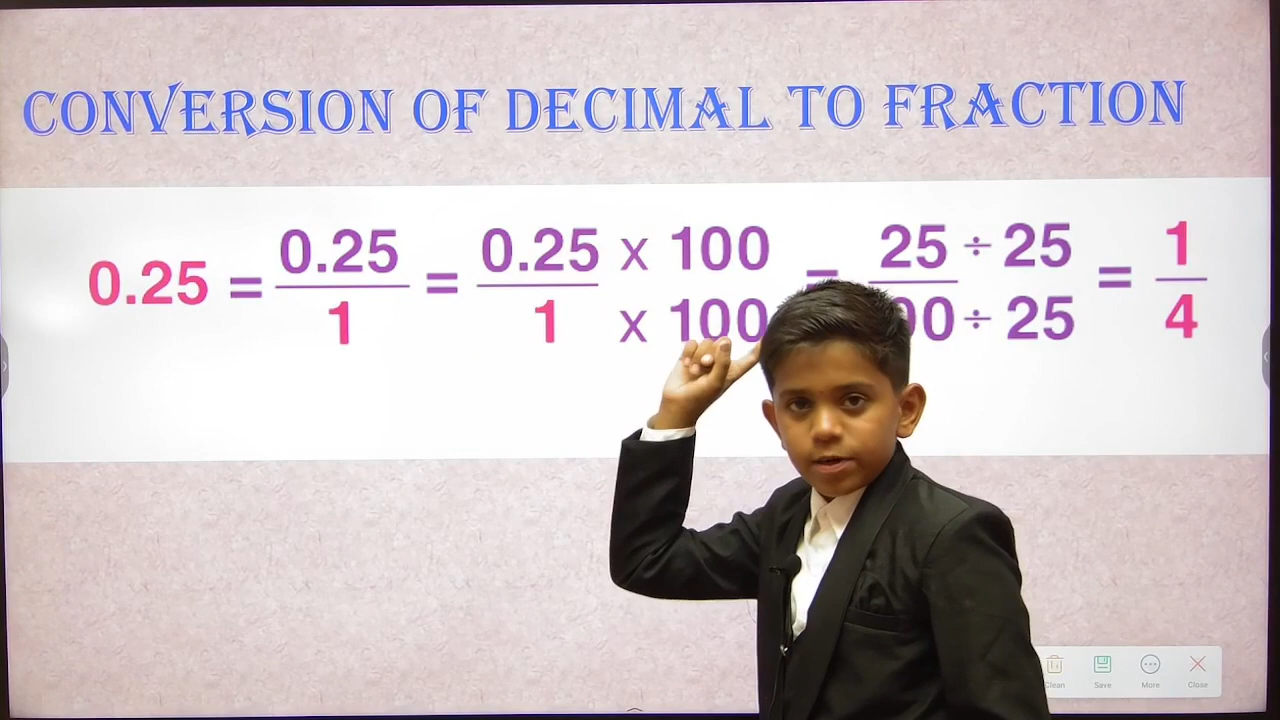 CONVERSION OF DECIMAL TO FRACTION
0.25 = 0.25 = 0.25 x 100 = 25 ÷ 25 = 1
1 1 x 100 00 ÷ 25 4
Clean Save More Close